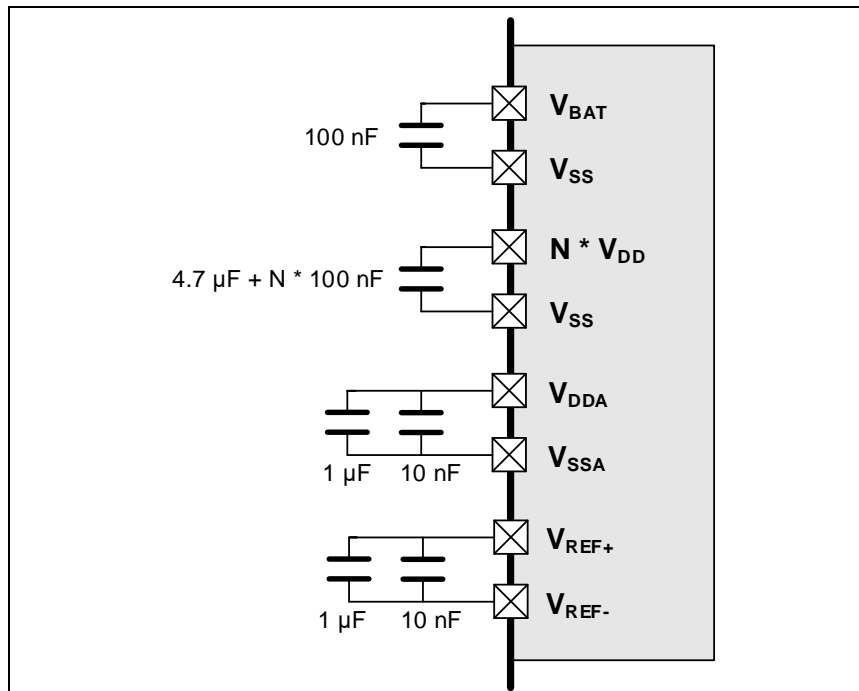 V_BAT
100 nF
V_SS
N * V_DD
4.7 µF + N * 100 nF
V_SS
V_DDA
1 µF 10 nF
V_SSA
V_REF+
1 µF 10 nF
V_REF-